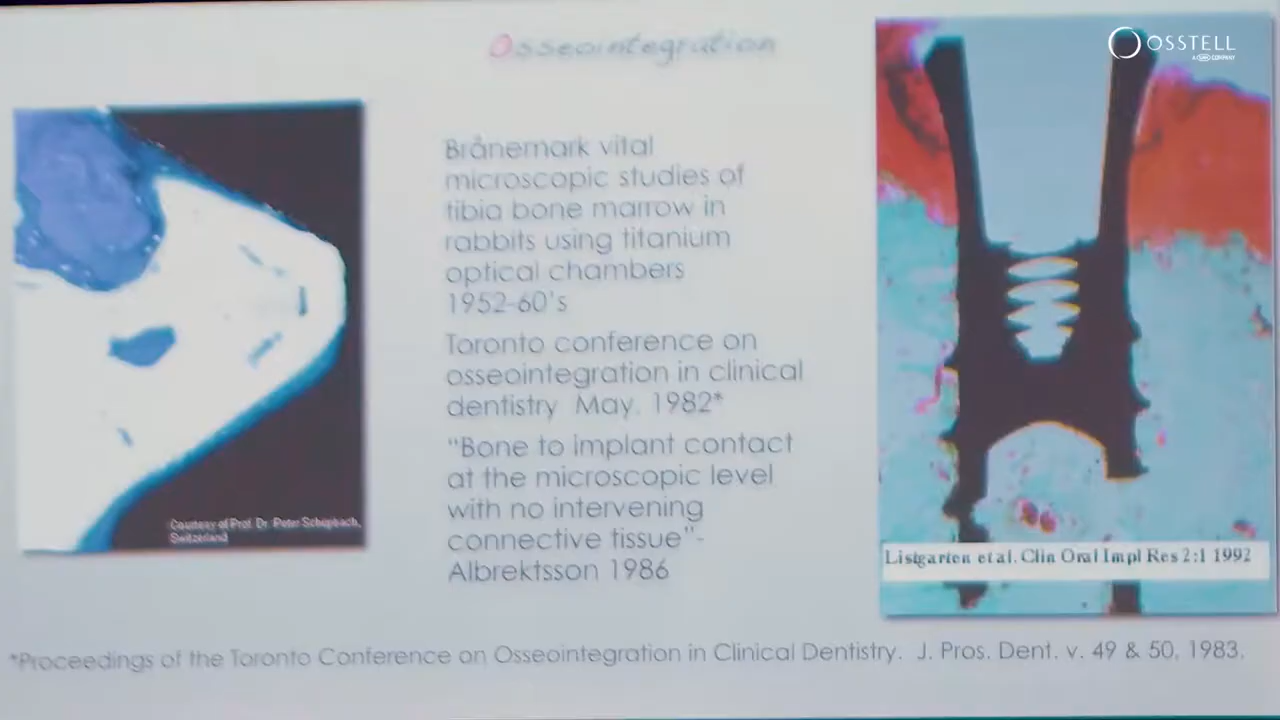 Osseointegration
OSSTELL
A COMPANY
Brånemark vital
microscopic studies of
tibia bone marrow in
rabbits using titanium
optical chambers
1952-60's
Toronto conference on
osseointegration in clinical
dentistry May, 1982*
"Bone to implant contact
at the microscopic level
with no intervening
connective tissue"-
Albrektsson 1986
Courtesy of Prof. Dr. Peter Schüpbach,
Switzerland
Listgarten et al. Clin Oral Impl Res 2:1 1992
*Proceedings of the Toronto Conference on Osseointegration in Clinical Dentistry. J. Pros. Dent. v. 49 & 50, 1983.